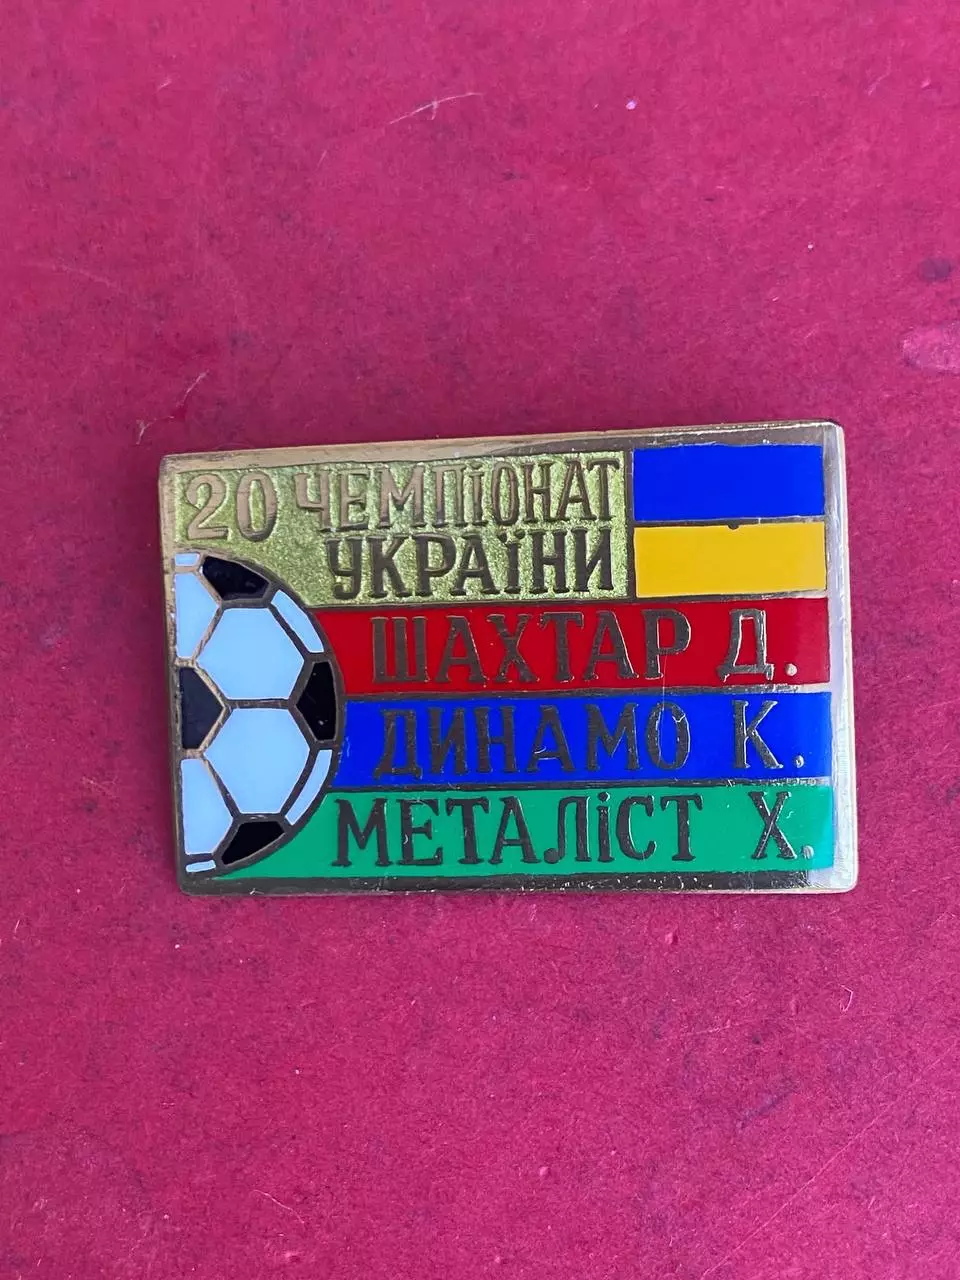 20 ЧЕМПіОНАТ
УКРАЇНИ
ШАХТАР Д.
ДИНАМО К.
МЕТАЛіСТ Х.